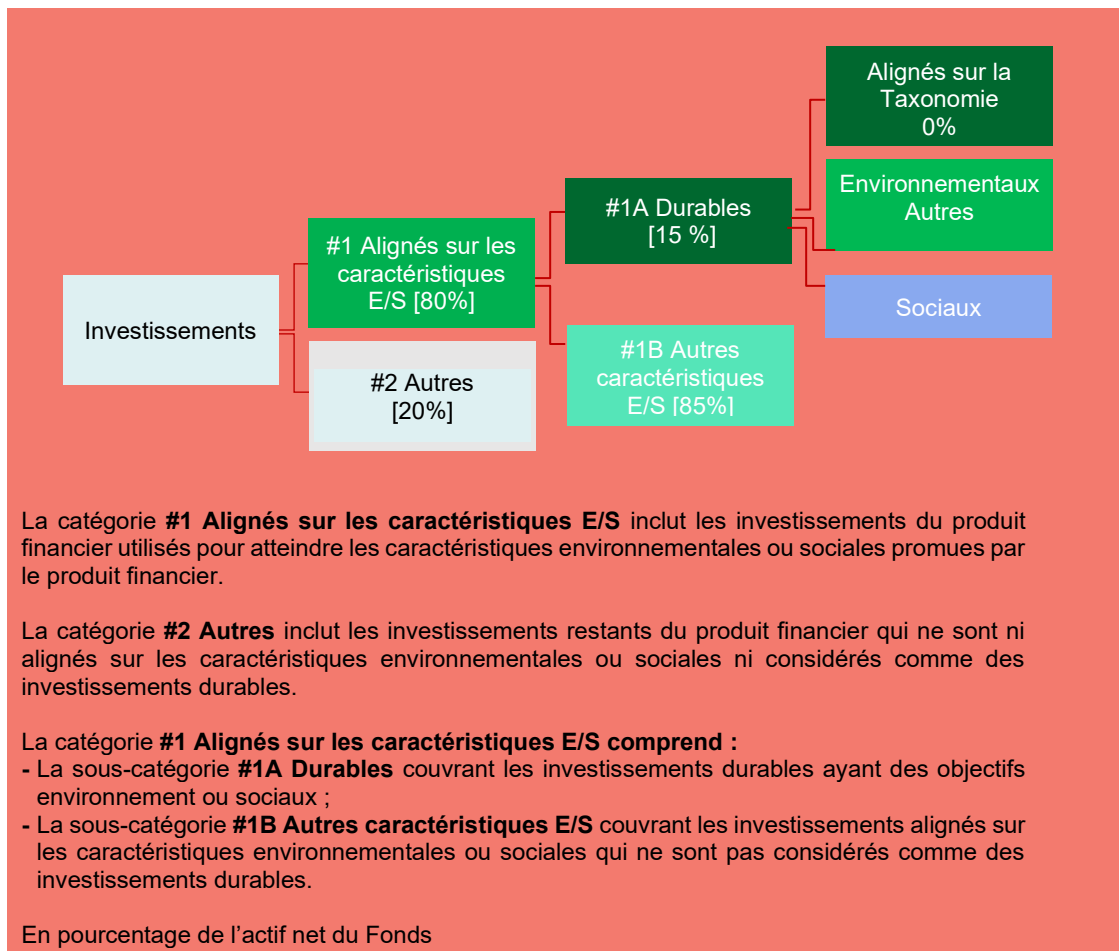 Alignés sur la
Taxonomie
0%
Environnementaux
Autres
#1A Durables
[15 %]
#1 Alignés sur les
caractéristiques
E/S [80%]
Sociaux
Investissements
#1B Autres
caractéristiques
E/S [85%]
#2 Autres
[20%]
La catégorie #1 Alignés sur les caractéristiques E/S inclut les investissements du produit
financier utilisés pour atteindre les caractéristiques environnementales ou sociales promues par
le produit financier.
La catégorie #2 Autres inclut les investissements restants du produit financier qui ne sont ni
alignés sur les caractéristiques environnementales ou sociales ni considérés comme des
investissements durables.
La catégorie #1 Alignés sur les caractéristiques E/S comprend :
- La sous-catégorie #1A Durables couvrant les investissements durables ayant des objectifs
environnement ou sociaux ;
- La sous-catégorie #1B Autres caractéristiques E/S couvrant les investissements alignés sur
les caractéristiques environnementales ou sociales qui ne sont pas considérés comme des
investissements durables.
En pourcentage de l'actif net du Fonds